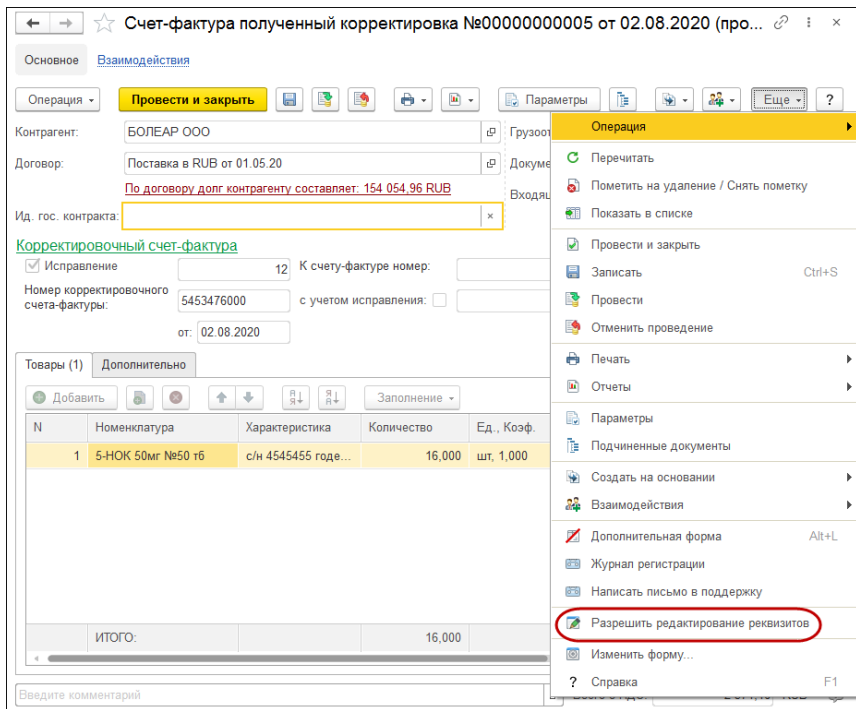 Счет-фактура полученный корректировка №00000000005 от 02.08.2020 (про...
Основное Взаимодействия
Операция Провести и закрыть Параметры Еще ?
Контрагент: БОЛЕАР ООО
Договор: Поставка в RUB от 01.05.20
По договору долг контрагенту составляет: 154 054,96 RUB
Ид. гос. контракта:
Корректировочный счет-фактура
Исправление 12 К счету-фактуре номер:
Номер корректировочного
счета-фактуры: 5453476000 с учетом исправления:
от: 02.08.2020
Товары (1) Дополнительно
Добавить Заполнение
N Номенклатура Характеристика Количество Ед., Коэф.
1 5-НОК 50мг №50 тб с/н 4545455 годе... 16,000 шт, 1,000
ИТОГО: 16,000
Введите комментарий
Операция
Перечитать
Пометить на удаление / Снять пометку
Показать в списке
Провести и закрыть
Записать Ctrl+S
Провести
Отменить проведение
Печать
Отчеты
Параметры
Подчиненные документы
Создать на основании
Взаимодействия
Дополнительная форма Alt+L
Журнал регистрации
Написать письмо в поддержку
Разрешить редактирование реквизитов
Изменить форму...
? Справка F1